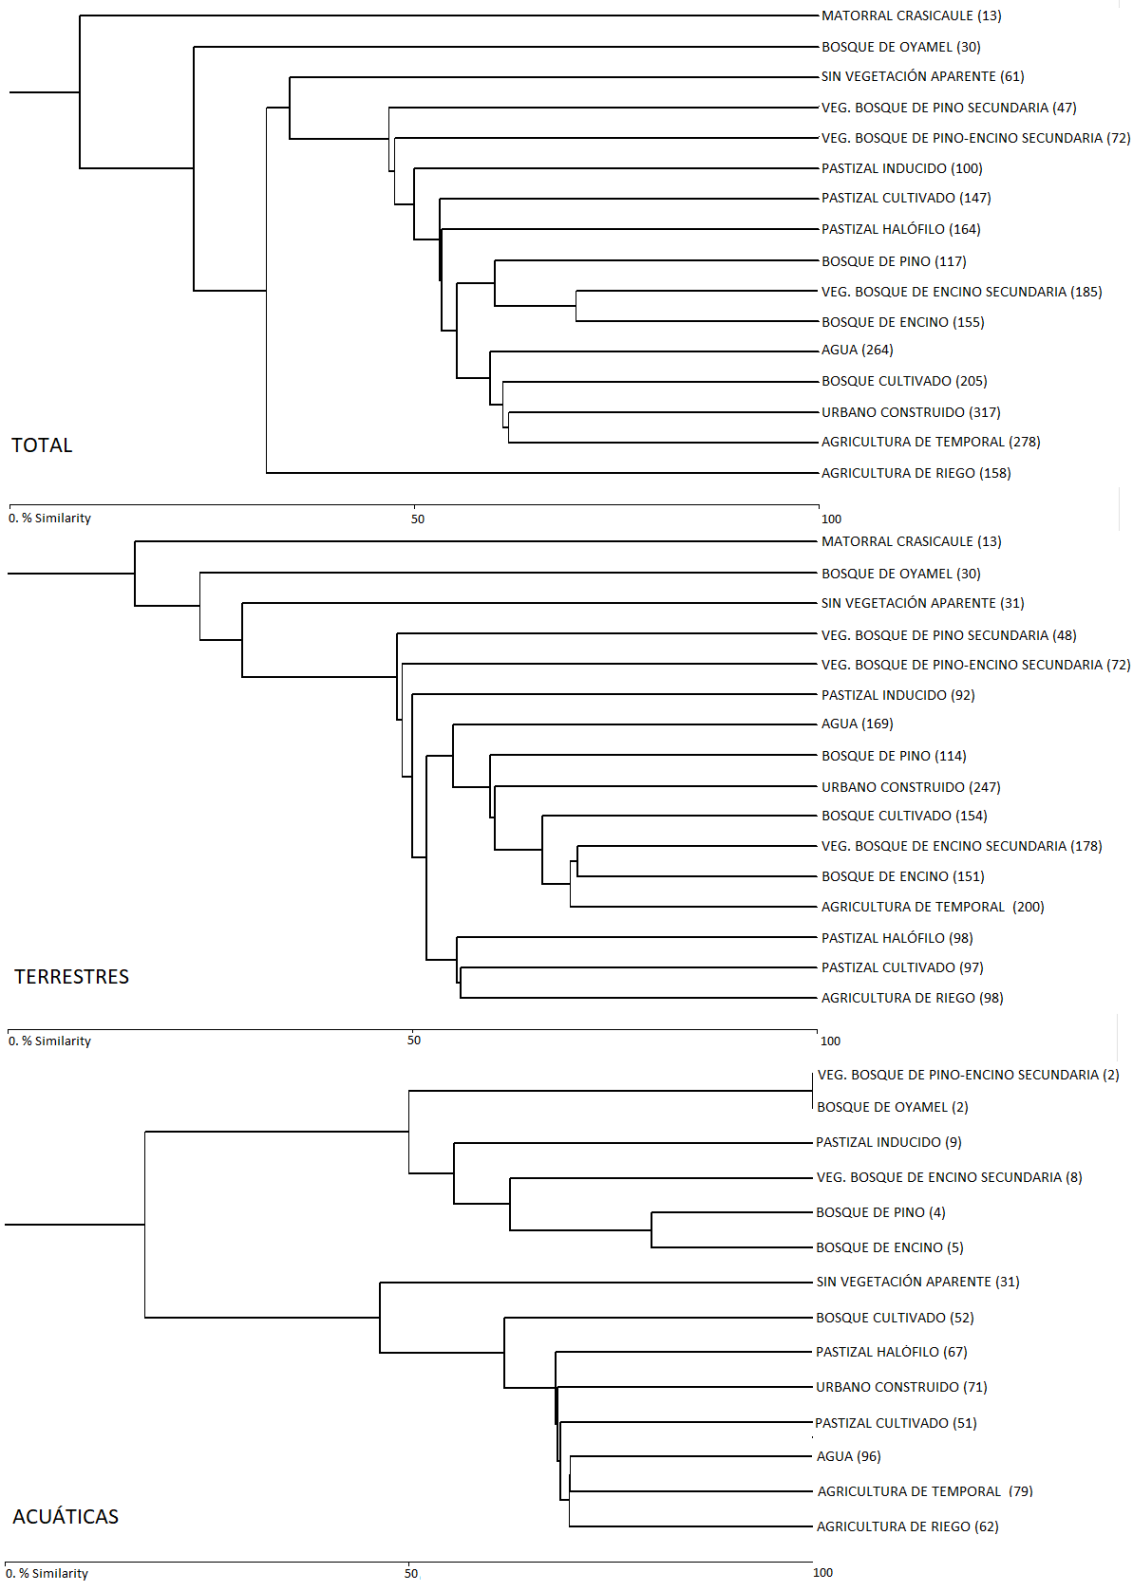 MATORRAL CRASICAULE (13)
BOSQUE DE OYAMEL (30)
SIN VEGETACIÓN APARENTE (61)
VEG. BOSQUE DE PINO SECUNDARIA (47)
VEG. BOSQUE DE PINO-ENCINO SECUNDARIA (72)
PASTIZAL INDUCIDO (100)
PASTIZAL CULTIVADO (147)
PASTIZAL HALÓFILO (164)
BOSQUE DE PINO (117)
VEG. BOSQUE DE ENCINO SECUNDARIA (185)
BOSQUE DE ENCINO (155)
AGUA (264)
BOSQUE CULTIVADO (205)
URBANO CONSTRUIDO (317)
AGRICULTURA DE TEMPORAL (278)
TOTAL
AGRICULTURA DE RIEGO (158)
0. % Similarity 50 100
MATORRAL CRASICAULE (13)
BOSQUE DE OYAMEL (30)
SIN VEGETACIÓN APARENTE (31)
VEG. BOSQUE DE PINO SECUNDARIA (48)
VEG. BOSQUE DE PINO-ENCINO SECUNDARIA (72)
PASTIZAL INDUCIDO (92)
AGUA (169)
BOSQUE DE PINO (114)
URBANO CONSTRUIDO (247)
BOSQUE CULTIVADO (154)
VEG. BOSQUE DE ENCINO SECUNDARIA (178)
BOSQUE DE ENCINO (151)
AGRICULTURA DE TEMPORAL (200)
PASTIZAL HALÓFILO (98)
PASTIZAL CULTIVADO (97)
TERRESTRES
AGRICULTURA DE RIEGO (98)
0. % Similarity 50 100
VEG. BOSQUE DE PINO-ENCINO SECUNDARIA (2)
BOSQUE DE OYAMEL (2)
PASTIZAL INDUCIDO (9)
VEG. BOSQUE DE ENCINO SECUNDARIA (8)
BOSQUE DE PINO (4)
BOSQUE DE ENCINO (5)
SIN VEGETACIÓN APARENTE (31)
BOSQUE CULTIVADO (52)
PASTIZAL HALÓFILO (67)
URBANO CONSTRUIDO (71)
PASTIZAL CULTIVADO (51)
AGUA (96)
AGRICULTURA DE TEMPORAL (79)
ACUÁTICAS
AGRICULTURA DE RIEGO (62)
0. % Similarity 50 100